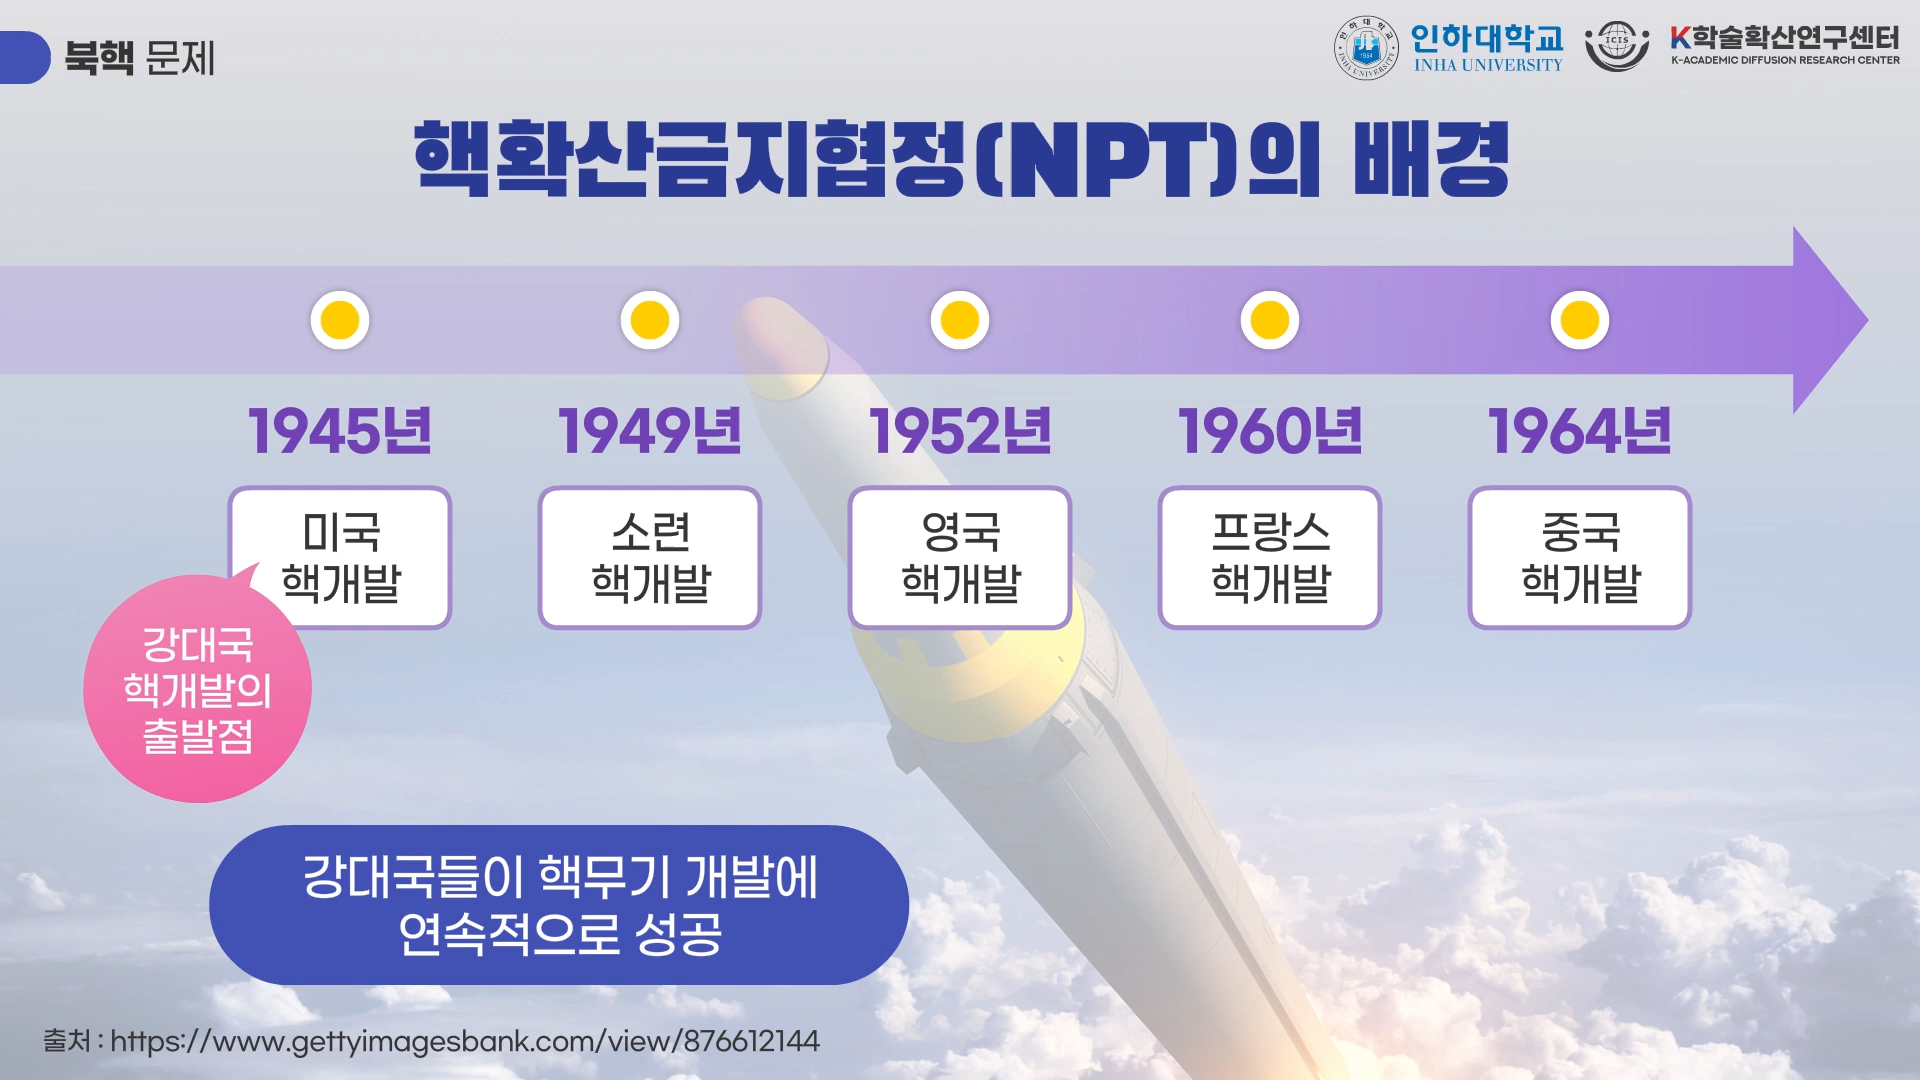 북핵 문제
인하대학교
INHA UNIVERSITY
1954
ICIS
K학술확산연구센터
K-ACADEMIC DIFFUSION RESEARCH CENTER
핵확산금지협정(NPT)의 배경
1945년
1949년
1952년
1960년
1964년
미국
핵개발
소련
핵개발
영국
핵개발
프랑스
핵개발
중국
핵개발
강대국
핵개발의
출발점
강대국들이 핵무기 개발에
연속적으로 성공
출처 : https://www.gettyimagesbank.com/view/876612144